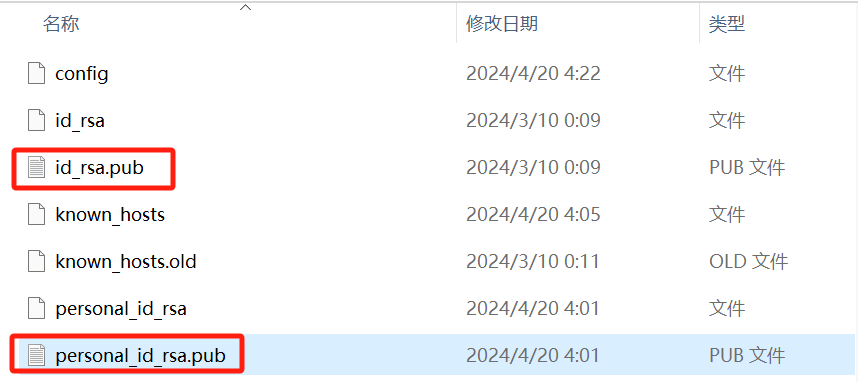 名称 修改日期 类型
config 2024/4/20 4:22 文件
id_rsa 2024/3/10 0:09 文件
id_rsa.pub 2024/3/10 0:09 PUB 文件
known_hosts 2024/4/20 4:05 文件
known_hosts.old 2024/3/10 0:11 OLD 文件
personal_id_rsa 2024/4/20 4:01 文件
personal_id_rsa.pub 2024/4/20 4:01 PUB 文件